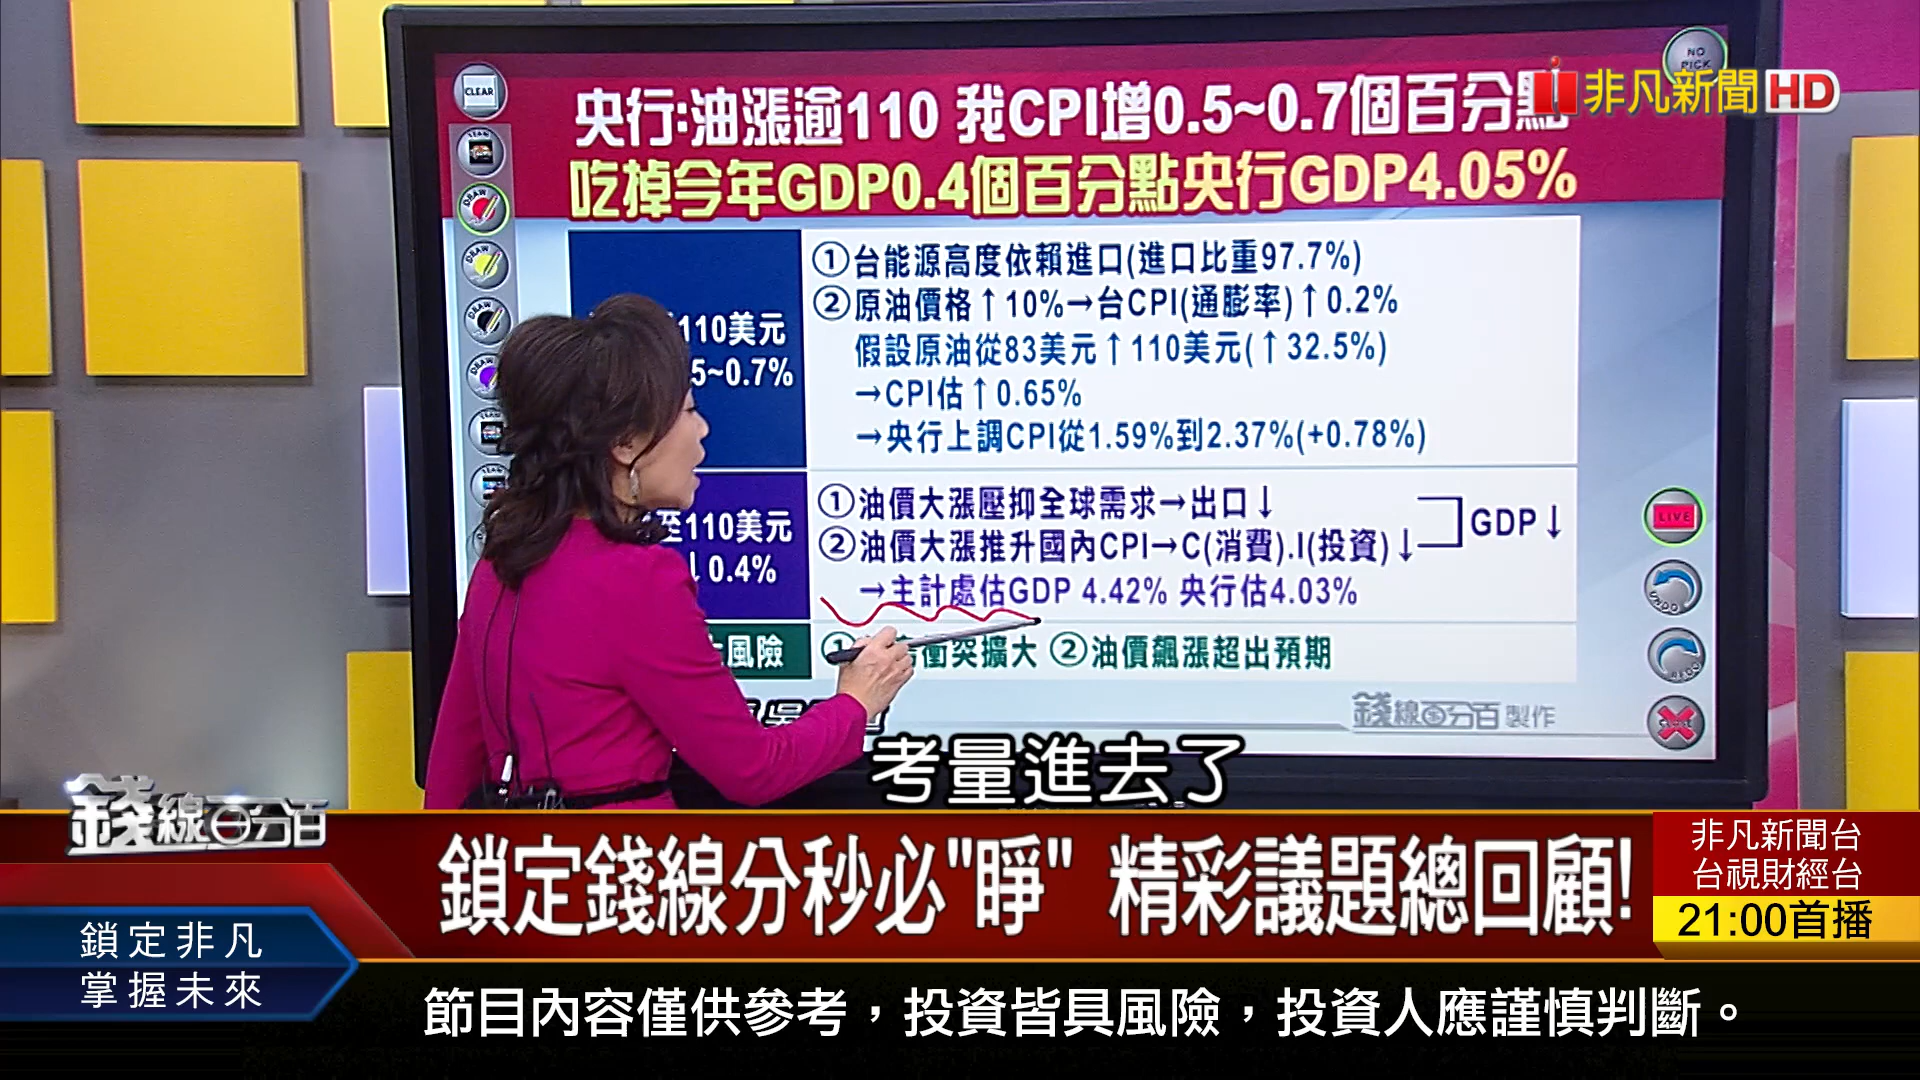 央行:油漲逾110 我CPI增0.5~0.7個百分點
吃掉今年GDP0.4個百分點央行GDP4.05%
非凡新聞HD
NO PICK
CLEAR
DRAW
DRAW
DRAW
DRAW
110美元
5~0.7%
①台能源高度依賴進口(進口比重97.7%)
②原油價格↑10%→台CPI(通膨率)↑0.2%
假設原油從83美元↑110美元(↑32.5%)
→CPI估↑0.65%
→央行上調CPI從1.59%到2.37%(+0.78%)
至110美元
↓0.4%
①油價大漲壓抑全球需求→出口↓
②油價大漲推升國內CPI→C(消費).I(投資)↓
GDP↓
→主計處估GDP 4.42% 央行估4.03%
風險
①衝突擴大 ②油價飆漲超出預期
LIVE
UNDO
REDO
錢線百分百 製作
考量進去了
錢線百分百
鎖定錢線分秒必"睜" 精彩議題總回顧!
非凡新聞台
台視財經台
21:00首播
鎖定非凡
掌握未來
節目內容僅供參考，投資皆具風險，投資人應謹慎判斷。